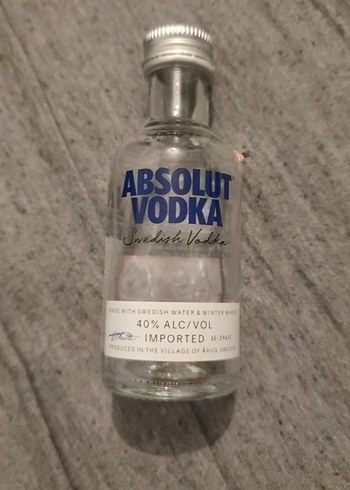 ABSOLUT
VODKA
Swedish Vodka
MADE WITH SWEDISH WATER & WINTER WHEAT
40% ALC/VOL
IMPORTED
PRODUCED IN THE VILLAGE OF ÅHUS, SWEDEN